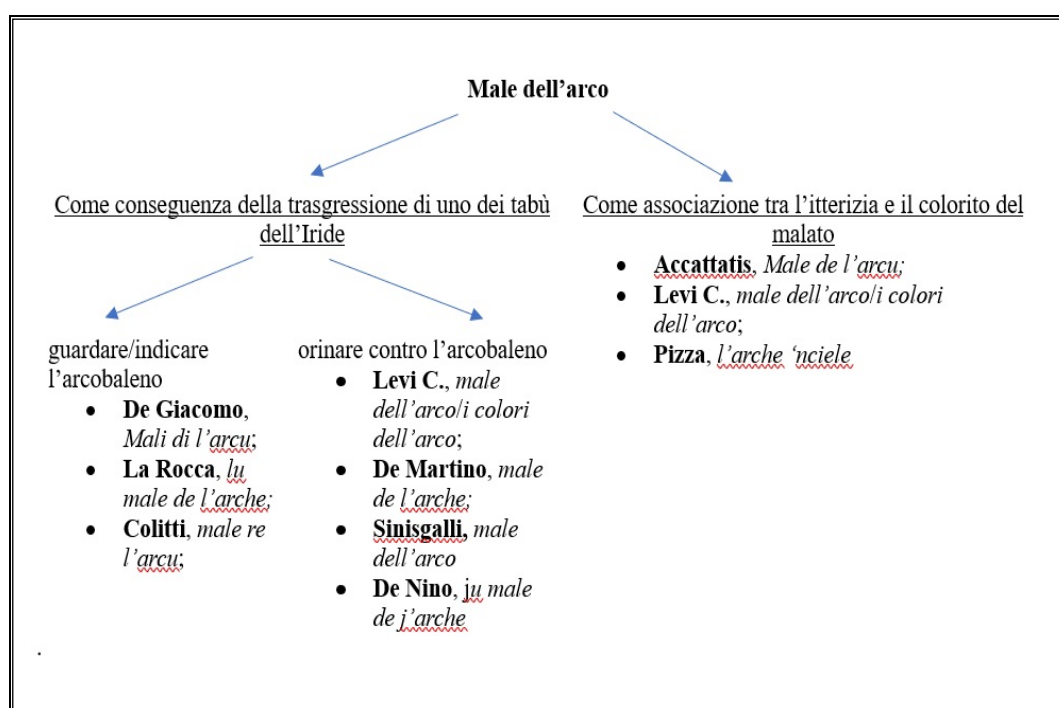 Male dell’arco
Come conseguenza della trasgressione di uno dei tabù
dell’Iride
guardare/indicare
l’arcobaleno
• De Giacomo,
Mali di l’arcu;
• La Rocca, lu
male de l’arche;
• Colitti, male re
l’arcu;
orinare contro l’arcobaleno
• Levi C., male
dell’arco/i colori
dell’arco;
• De Martino, male
de l’arche;
• Sinisgalli, male
dell’arco
• De Nino, ju male
de j’arche
Come associazione tra l’itterizia e il colorito del
malato
• Accattatis, Male de l’arcu;
• Levi C., male dell’arco/i colori
dell’arco;
• Pizza, l’arche ‘nciele
.